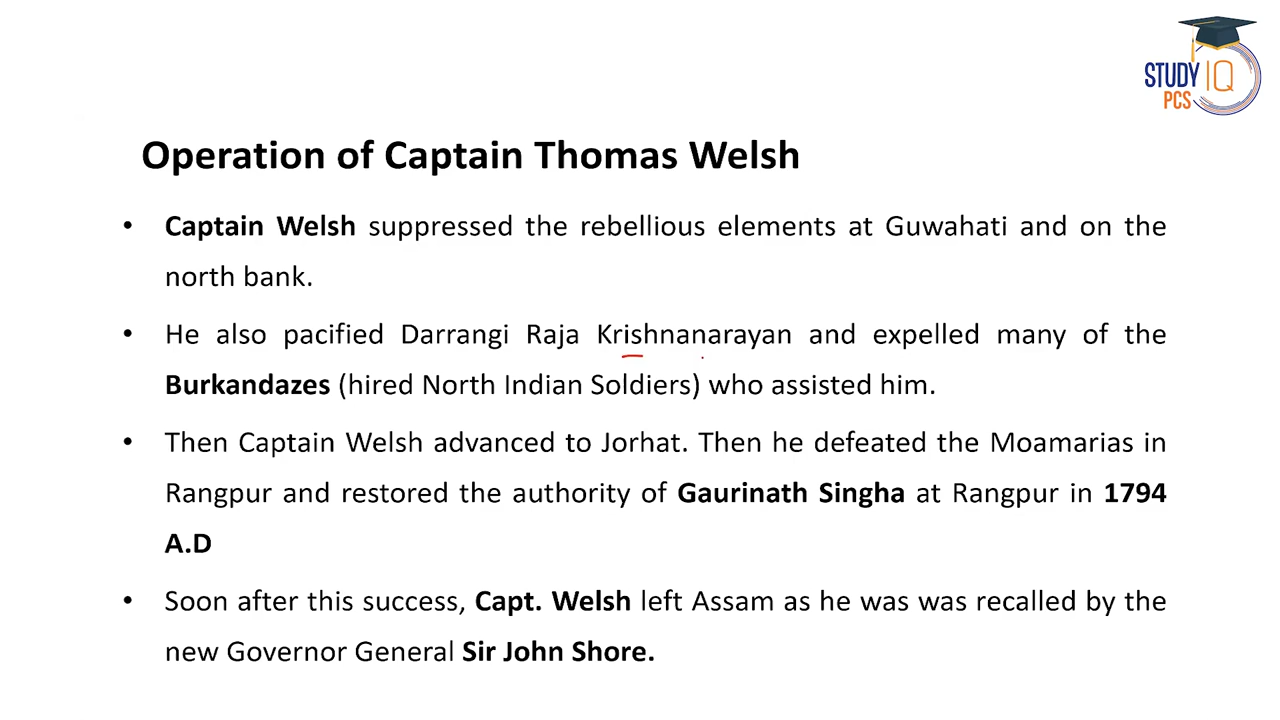 STUDY IQ
PCS
Operation of Captain Thomas Welsh
• Captain Welsh suppressed the rebellious elements at Guwahati and on the
north bank.
• He also pacified Darrangi Raja Krishnanarayan and expelled many of the
Burkandazes (hired North Indian Soldiers) who assisted him.
• Then Captain Welsh advanced to Jorhat. Then he defeated the Moamarias in
Rangpur and restored the authority of Gaurinath Singha at Rangpur in 1794
A.D
• Soon after this success, Capt. Welsh left Assam as he was was recalled by the
new Governor General Sir John Shore.